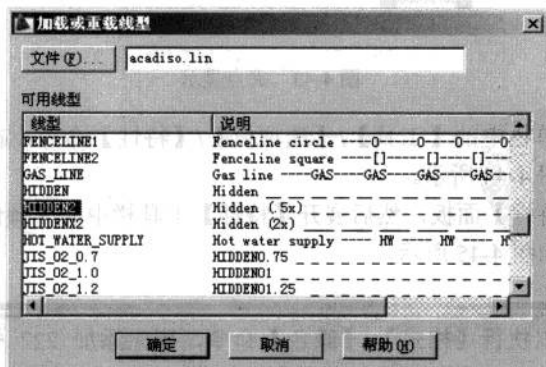 加载或重载线型
文件(F)... acadiso.lin
可用线型
线型 说明
FENCELINE1 Fenceline circle ----0-----0----0-----0
FENCELINE2 Fenceline square ----[]-----[]----[]----
GAS_LINE Gas line ----GAS----GAS----GAS----GAS-
HIDDEN Hidden __ __ __ __ __ __ __ __ __ __
HIDDEN2 Hidden (.5x) _ _ _ _ _ _ _ _ _ _ _ _
HIDDENX2 Hidden (2x) ____ ____ ____ ____ ____
HOT_WATER_SUPPLY Hot water supply ---- HW ---- HW ---- H
JIS_02_0.7 HIDDEN0.75 _ _ _ _ _ _ _ _ _ _ _ _
JIS_02_1.0 HIDDEN01 _ _ _ _ _ _ _ _ _ _ _ _
JIS_02_1.2 HIDDEN01.25 _ _ _ _ _ _ _ _ _ _ _ _
确定 取消 帮助(H)